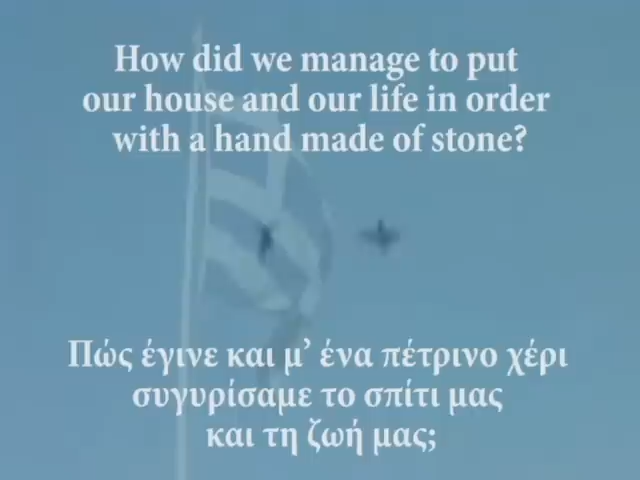 How did we manage to put
our house and our life in order
with a hand made of stone?
Πώς έγινε και μ’ ένα πέτρινο χέρι
συγυρίσαμε το σπίτι μας
και τη ζωή μας;